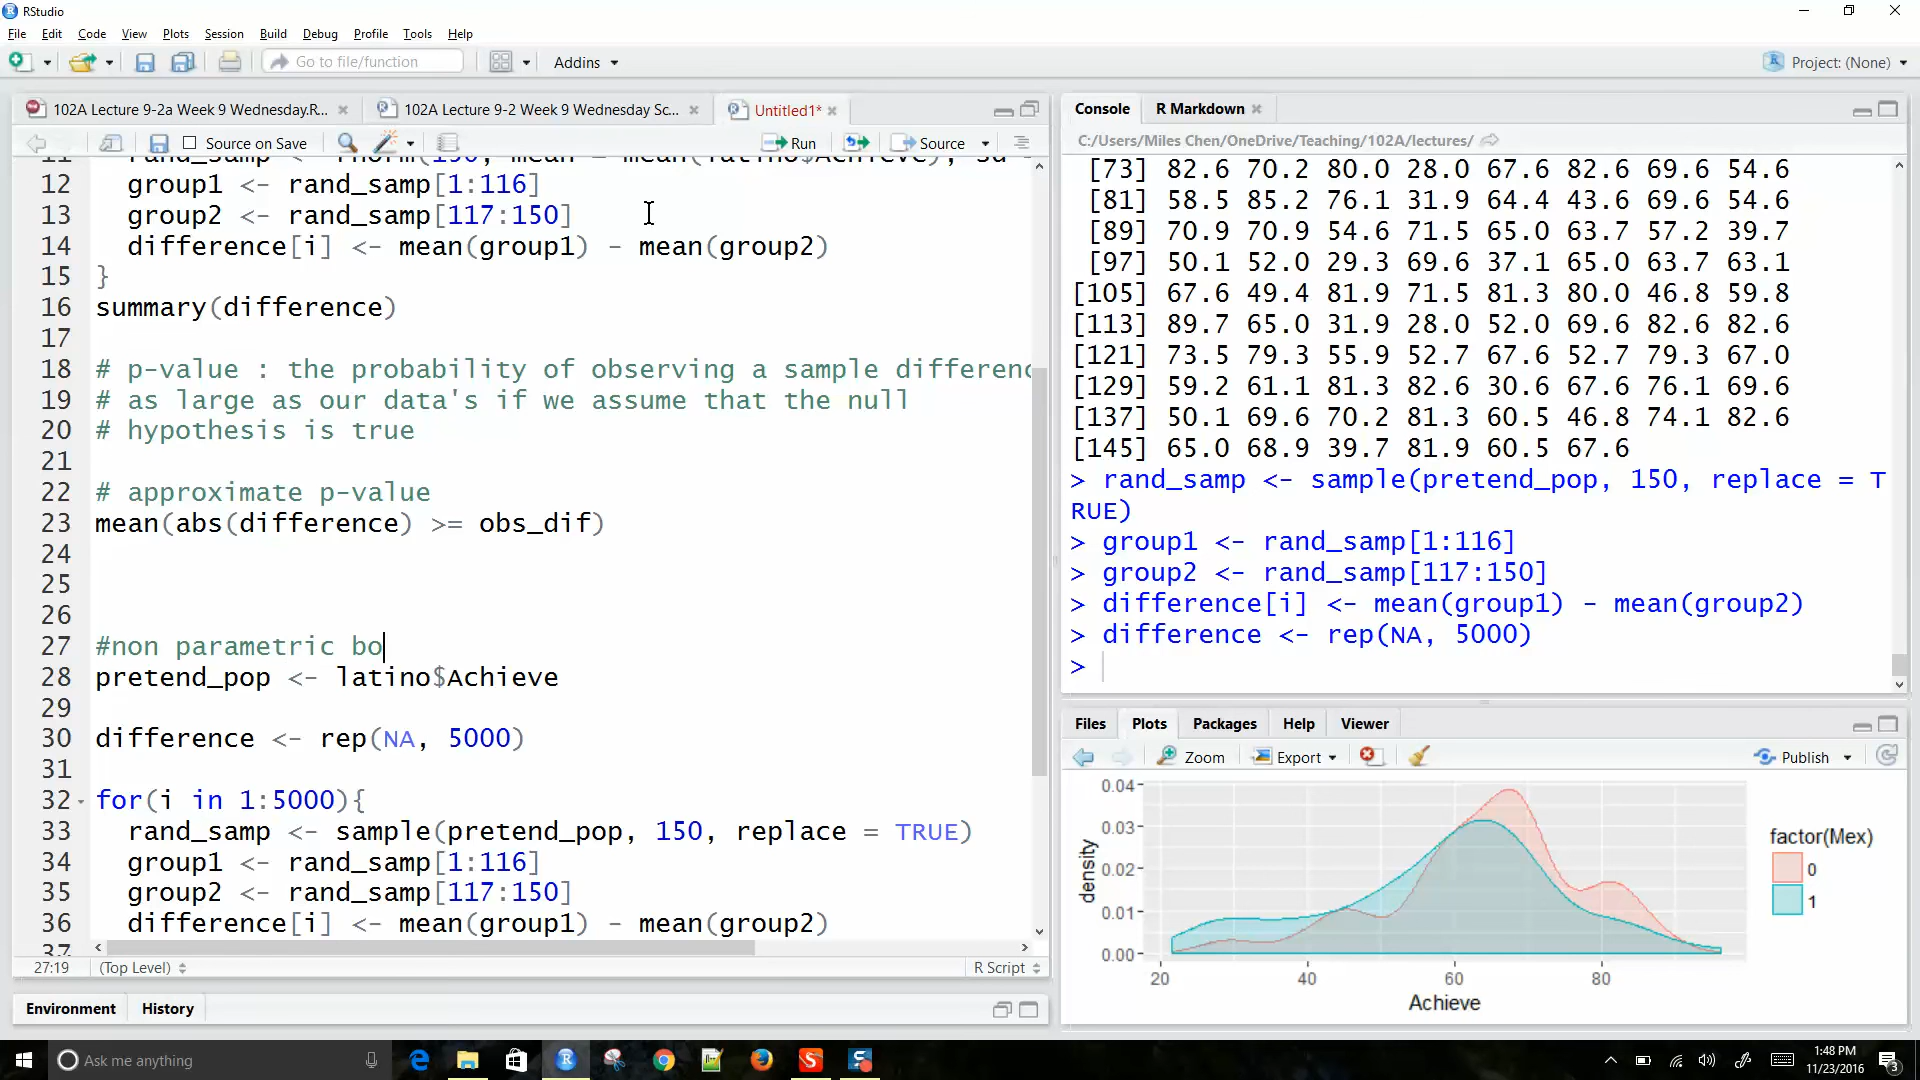 RStudio
File Edit Code View Plots Session Build Debug Profile Tools Help
Go to file/function Addins Project: (None)
102A Lecture 9-2a Week 9 Wednesday.R... 102A Lecture 9-2 Week 9 Wednesday Sc... Untitled1*
Source on Save Run Source
12 group1 <- rand_samp[1:116]
13 group2 <- rand_samp[117:150]
14 difference[i] <- mean(group1) - mean(group2)
15 }
16 summary(difference)
17
18 # p-value : the probability of observing a sample differenc
19 # as large as our data's if we assume that the null
20 # hypothesis is true
21
22 # approximate p-value
23 mean(abs(difference) >= obs_dif)
24
25
26
27 #non parametric bo
28 pretend_pop <- latino$Achieve
29
30 difference <- rep(NA, 5000)
31
32 for(i in 1:5000){
33 rand_samp <- sample(pretend_pop, 150, replace = TRUE)
34 group1 <- rand_samp[1:116]
35 group2 <- rand_samp[117:150]
36 difference[i] <- mean(group1) - mean(group2)
37
27:19 (Top Level) R Script
Environment History
Console R Markdown
C:/Users/Miles Chen/OneDrive/Teaching/102A/lectures/
[73] 82.6 70.2 80.0 28.0 67.6 82.6 69.6 54.6
[81] 58.5 85.2 76.1 31.9 64.4 43.6 69.6 54.6
[89] 70.9 70.9 54.6 71.5 65.0 63.7 57.2 39.7
[97] 50.1 52.0 29.3 69.6 37.1 65.0 63.7 63.1
[105] 67.6 49.4 81.9 71.5 81.3 80.0 46.8 59.8
[113] 89.7 65.0 31.9 28.0 52.0 69.6 82.6 82.6
[121] 73.5 79.3 55.9 52.7 67.6 52.7 79.3 67.0
[129] 59.2 61.1 81.3 82.6 30.6 67.6 76.1 69.6
[137] 50.1 69.6 70.2 81.3 60.5 46.8 74.1 82.6
[145] 65.0 68.9 39.7 81.9 60.5 67.6
> rand_samp <- sample(pretend_pop, 150, replace = T
RUE)
> group1 <- rand_samp[1:116]
> group2 <- rand_samp[117:150]
> difference[i] <- mean(group1) - mean(group2)
> difference <- rep(NA, 5000)
>
Files Plots Packages Help Viewer
Zoom Export Publish
0.04
0.03
0.02
0.01
0.00
density
20 40 60 80
Achieve
factor(Mex)
0
1
Ask me anything
1:48 PM
11/23/2016
3